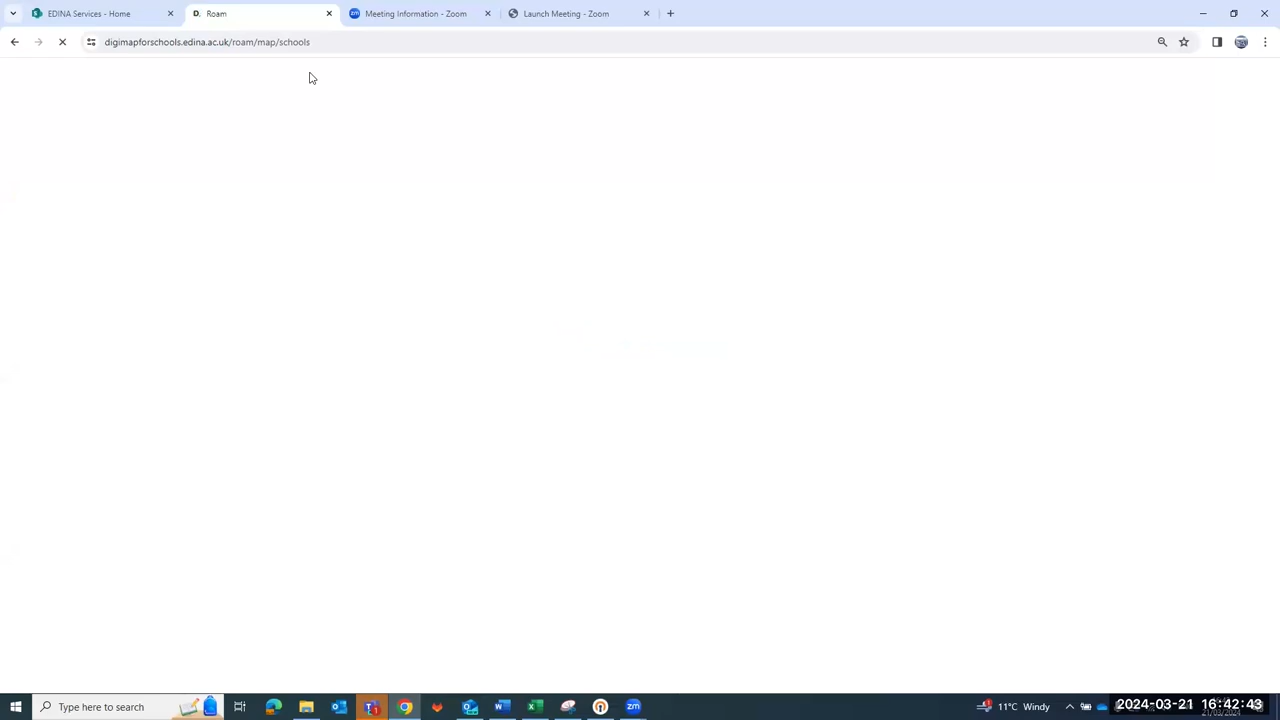 EDINA Services - Home
Roam
Meeting Information - Zoom
Launch Meeting - Zoom
digimapforschools.edina.ac.uk/roam/map/schools
Type here to search
11°C Windy
2024-03-21 16:42:43